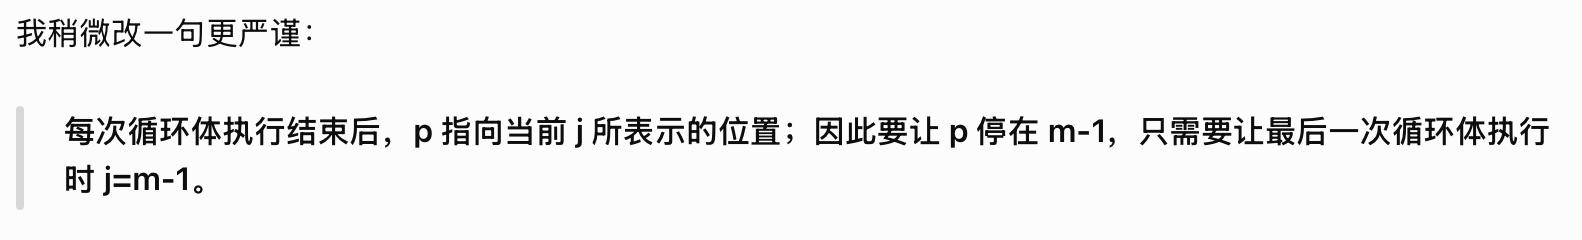 我稍微改一句更严谨：
每次循环体执行结束后，p 指向当前 j 所表示的位置；因此要让 p 停在 m-1，只需要让最后一次循环体执行
时 j=m-1。